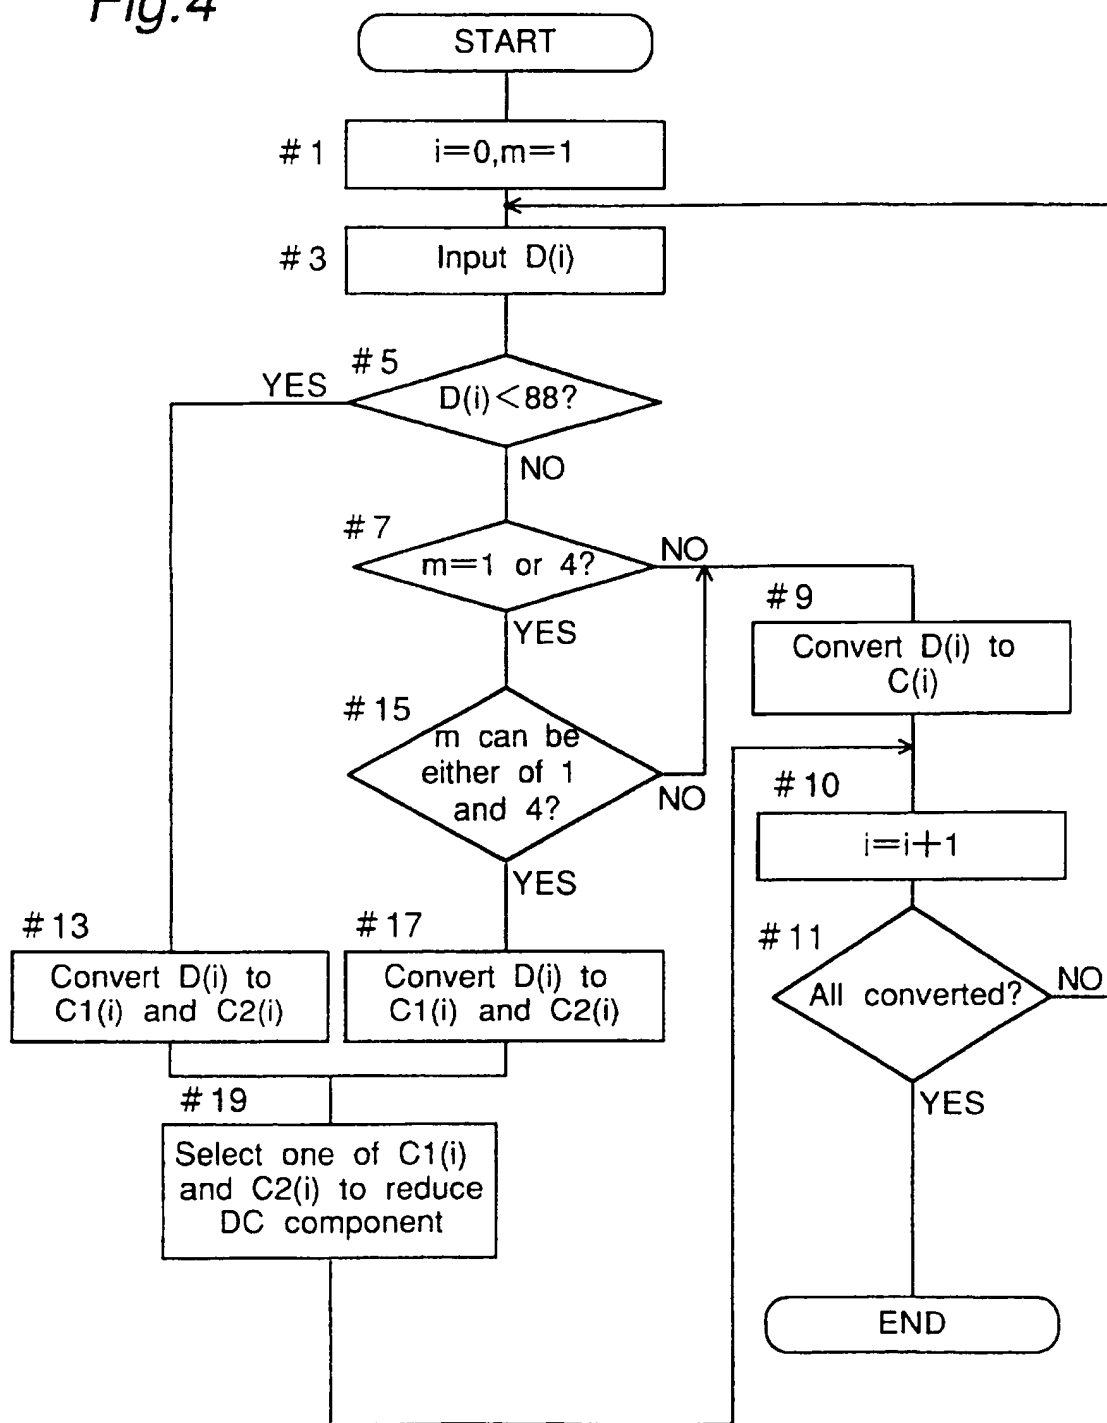 Fig.4
START
#1
i=0,m=1
#3
Input D(i)
#5
YES
D(i)<88?
NO
#7
m=1 or 4?
NO
YES
#9
Convert D(i) to
C(i)
#15
m can be
either of 1
and 4?
NO
YES
#10
i=i+1
#11
All converted?
NO
YES
#13
Convert D(i) to
C1(i) and C2(i)
#17
Convert D(i) to
C1(i) and C2(i)
#19
Select one of C1(i)
and C2(i) to reduce
DC component
END